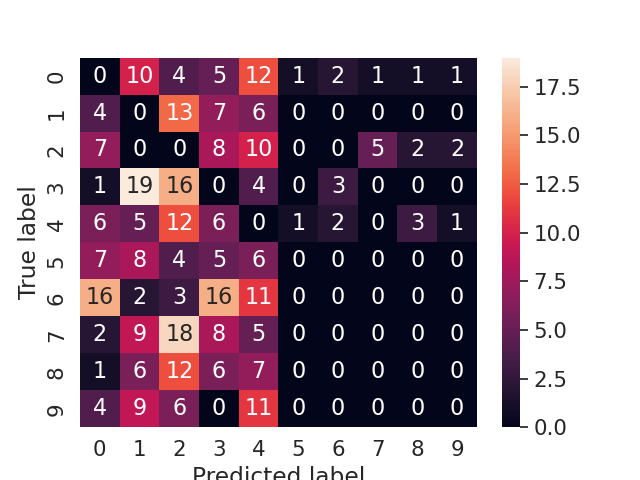 0 0 10 4 5 12 1 2 1 1 1
1 4 0 13 7 6 0 0 0 0 0
2 7 0 0 8 10 0 0 5 2 2
3 1 19 16 0 4 0 3 0 0 0
4 6 5 12 6 0 1 2 0 3 1
5 7 8 4 5 6 0 0 0 0 0
6 16 2 3 16 11 0 0 0 0 0
7 2 9 18 8 5 0 0 0 0 0
8 1 6 12 6 7 0 0 0 0 0
9 4 9 6 0 11 0 0 0 0 0
0 1 2 3 4 5 6 7 8 9
True label
Predicted label
17.5
15.0
12.5
10.0
7.5
5.0
2.5
0.0